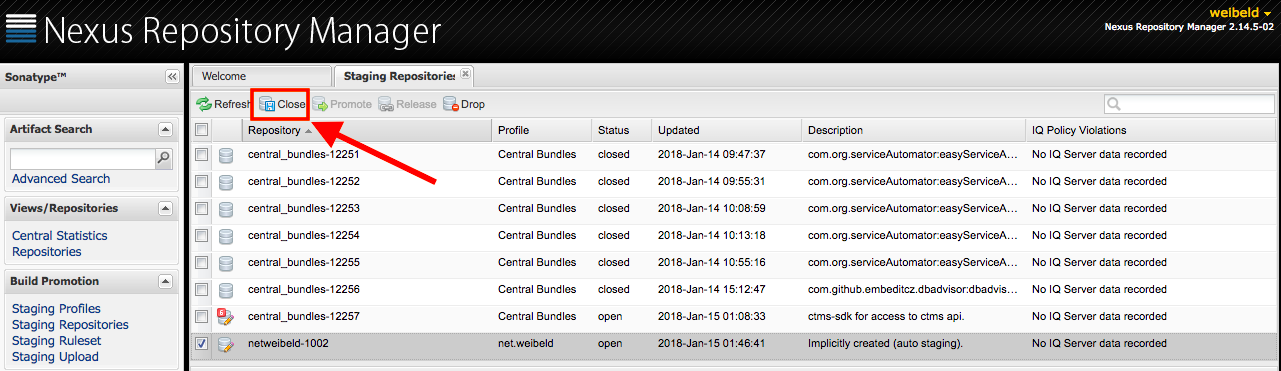 Nexus Repository Manager
weibeld
Nexus Repository Manager 2.14.5-02
Sonatype™
Artifact Search
Advanced Search
Views/Repositories
Central Statistics
Repositories
Build Promotion
Staging Profiles
Staging Repositories
Staging Ruleset
Staging Upload
Welcome Staging Repositories
Refresh Close Promote Release Drop
Repository Profile Status Updated Description IQ Policy Violations
central_bundles-12251 Central Bundles closed 2018-Jan-14 09:47:37 com.org.serviceAutomator:easyServiceA... No IQ Server data recorded
central_bundles-12252 Central Bundles closed 2018-Jan-14 09:55:31 com.org.serviceAutomator:easyServiceA... No IQ Server data recorded
central_bundles-12253 Central Bundles closed 2018-Jan-14 10:08:59 com.org.serviceAutomator:easyServiceA... No IQ Server data recorded
central_bundles-12254 Central Bundles closed 2018-Jan-14 10:13:18 com.org.serviceAutomator:easyServiceA... No IQ Server data recorded
central_bundles-12255 Central Bundles closed 2018-Jan-14 10:55:16 com.org.serviceAutomator:easyServiceA... No IQ Server data recorded
central_bundles-12256 Central Bundles closed 2018-Jan-14 15:12:47 com.github.embeditcz.dbadvisor:dbadvis... No IQ Server data recorded
6 central_bundles-12257 Central Bundles open 2018-Jan-15 01:08:33 ctms-sdk for access to ctms api. No IQ Server data recorded
netweibeld-1002 net.weibeld open 2018-Jan-15 01:46:41 Implicitly created (auto staging). No IQ Server data recorded